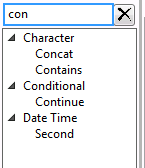 con
Character
Concat
Contains
Conditional
Continue
Date Time
Second